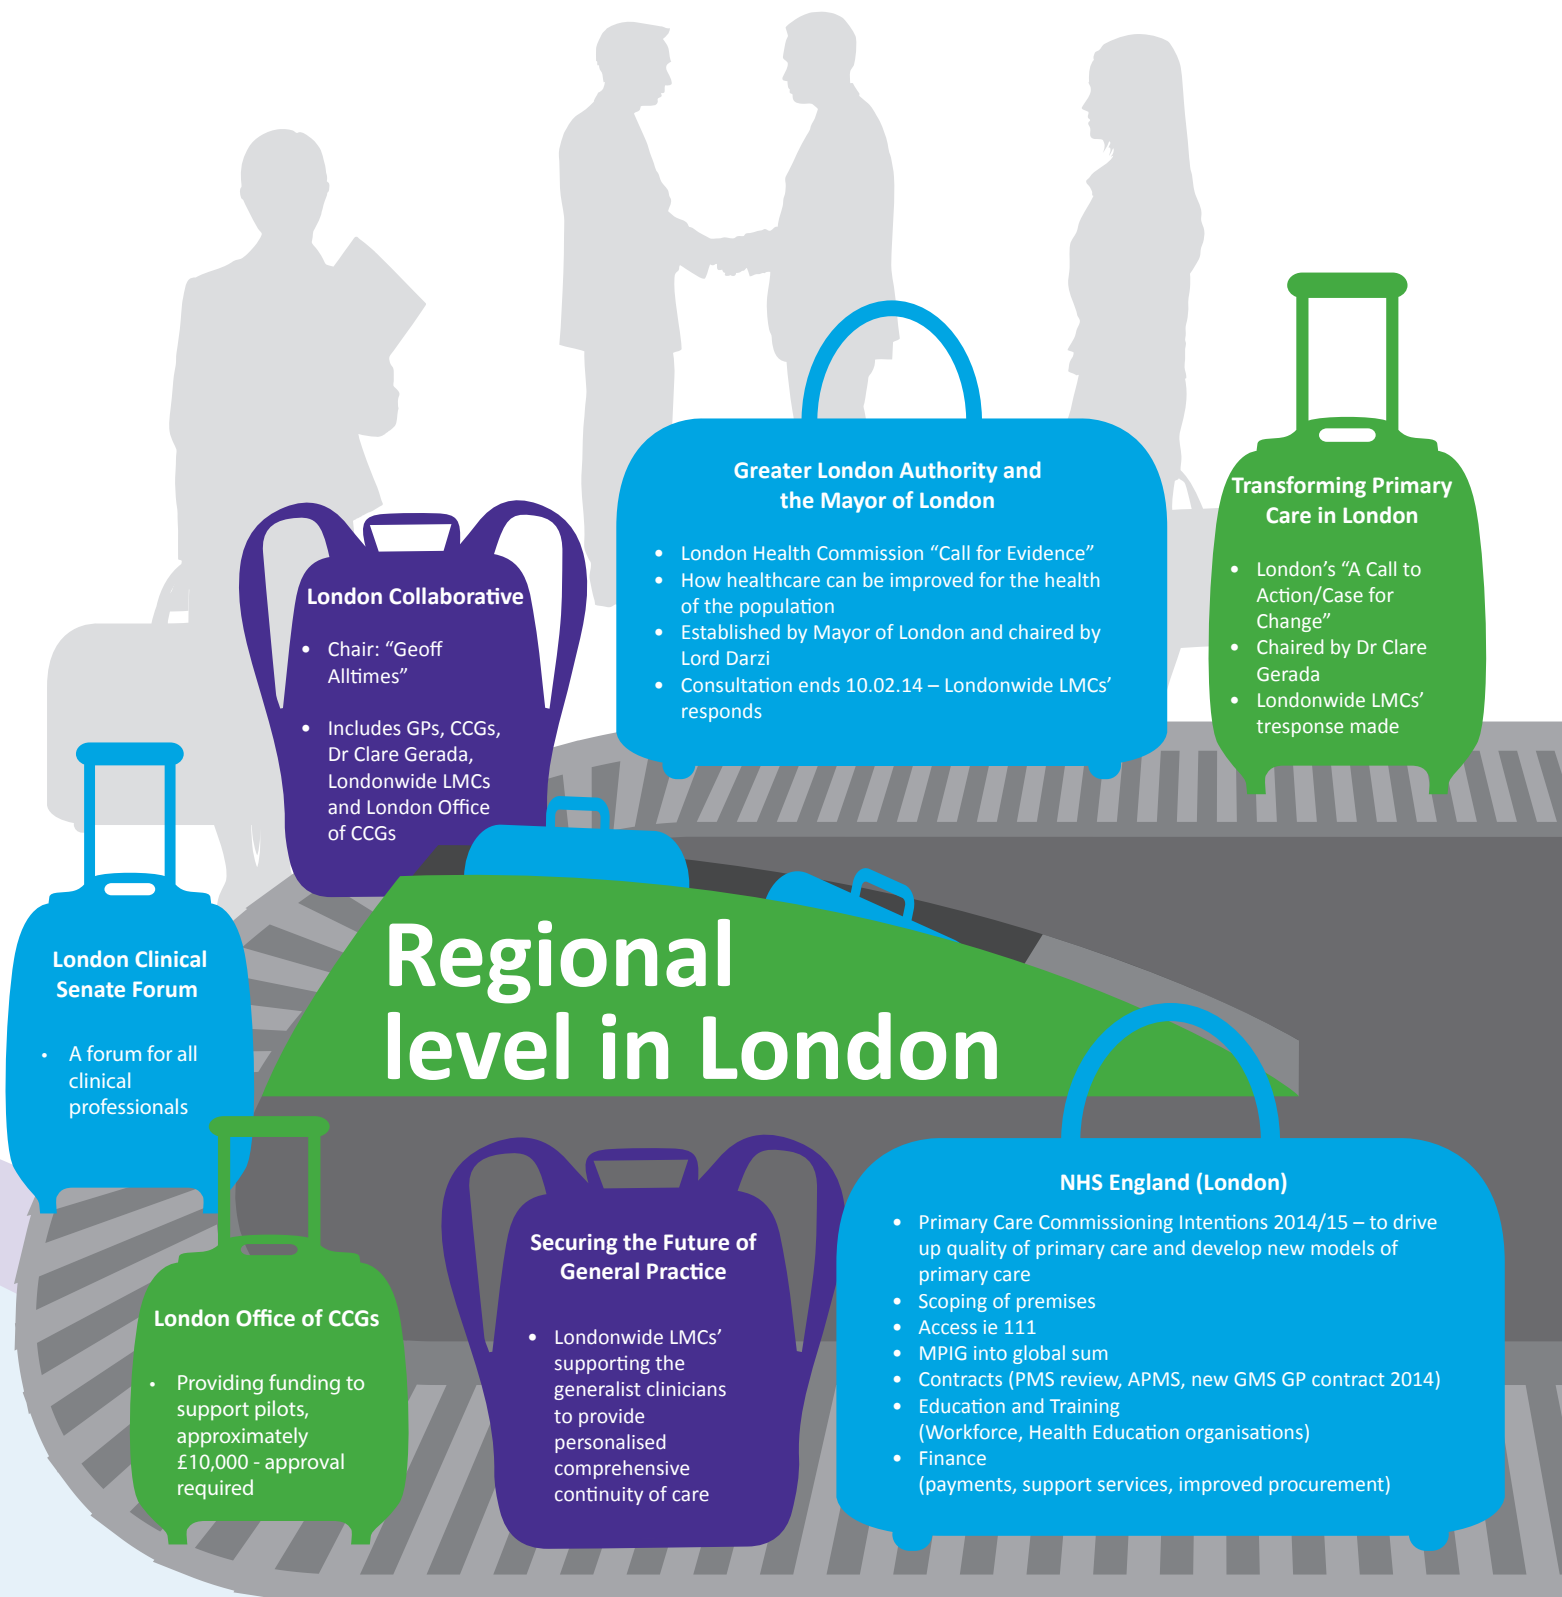 Greater London Authority and
the Mayor of London
• London Health Commission “Call for Evidence”
• How healthcare can be improved for the health
of the population
• Established by Mayor of London and chaired by
Lord Darzi
• Consultation ends 10.02.14 – Londonwide LMCs’
responds
Transforming Primary
Care in London
• London’s “A Call to
Action/Case for
Change”
• Chaired by Dr Clare
Gerada
• Londonwide LMCs’
tresponse made
London Collaborative
• Chair: “Geoff
Alltimes”
• Includes GPs, CCGs,
Dr Clare Gerada,
Londonwide LMCs
and London Office
of CCGs
Regional
level in London
London Clinical
Senate Forum
• A forum for all
clinical
professionals
London Office of CCGs
• Providing funding to
support pilots,
approximately
£10,000 - approval
required
Securing the Future of
General Practice
• Londonwide LMCs’
supporting the
generalist clinicians
to provide
personalised
comprehensive
continuity of care
NHS England (London)
• Primary Care Commissioning Intentions 2014/15 – to drive
up quality of primary care and develop new models of
primary care
• Scoping of premises
• Access ie 111
• MPIG into global sum
• Contracts (PMS review, APMS, new GMS GP contract 2014)
• Education and Training
(Workforce, Health Education organisations)
• Finance
(payments, support services, improved procurement)